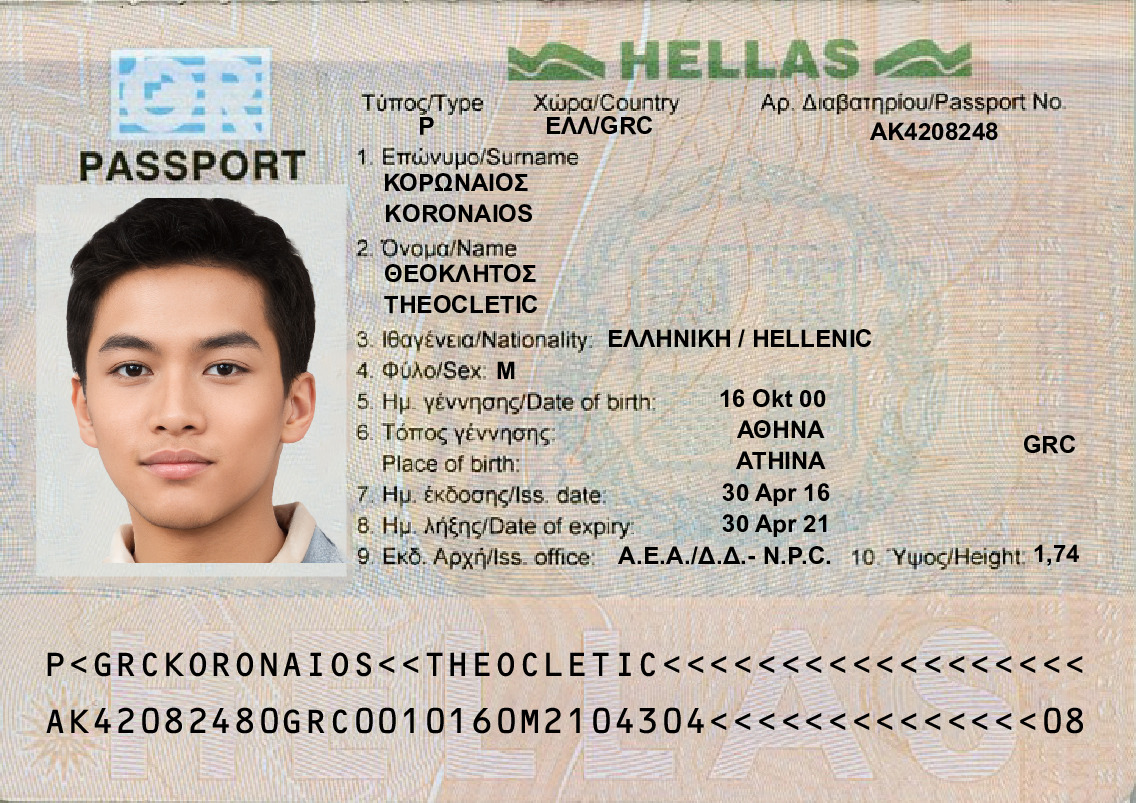 GR
PASSPORT
HELLAS
Τύπος/Type Χώρα/Country Αρ. Διαβατηρίου/Passport No.
P ΕΛΛ/GRC AK4208248
1. Επώνυμο/Surname
ΚΟΡΩΝΑΙΟΣ
KORONAIOS
2. Όνομα/Name
ΘΕΟΚΛΗΤΟΣ
THEOCLETIC
3. Ιθαγένεια/Nationality: ΕΛΛΗΝΙΚΗ / HELLENIC
4. Φύλο/Sex: M
5. Ημ. γέννησης/Date of birth: 16 Okt 00
6. Τόπος γέννησης: ΑΘΗΝΑ
Place of birth: ATHINA GRC
7. Ημ. έκδοσης/Iss. date: 30 Apr 16
8. Ημ. λήξης/Date of expiry: 30 Apr 21
9. Εκδ. Αρχή/Iss. office: Α.Ε.Α./Δ.Δ.- N.P.C. 10. Ύψος/Height: 1,74
HELLAS
P<GRCKORONAIOS<<THEOCLETIC<<<<<<<<<<<<<<<<<<
AK42082480GRC0010160M2104304<<<<<<<<<<<<<<08